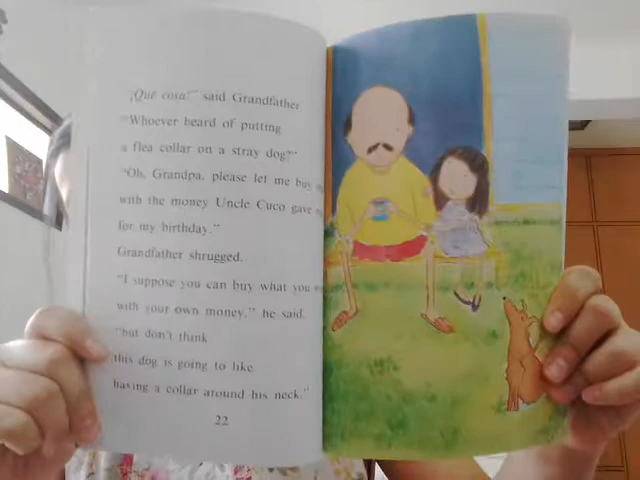 "¡Qué cosa!" said Grandfather
"Whoever heard of putting
a flea collar on a stray dog?"
"Oh, Grandpa, please let me buy
with the money Uncle Cuco gave
for my birthday."
Grandfather shrugged.
"I suppose you can buy what you
with your own money," he said.
"but don't think
this dog is going to like
having a collar around his neck."
22